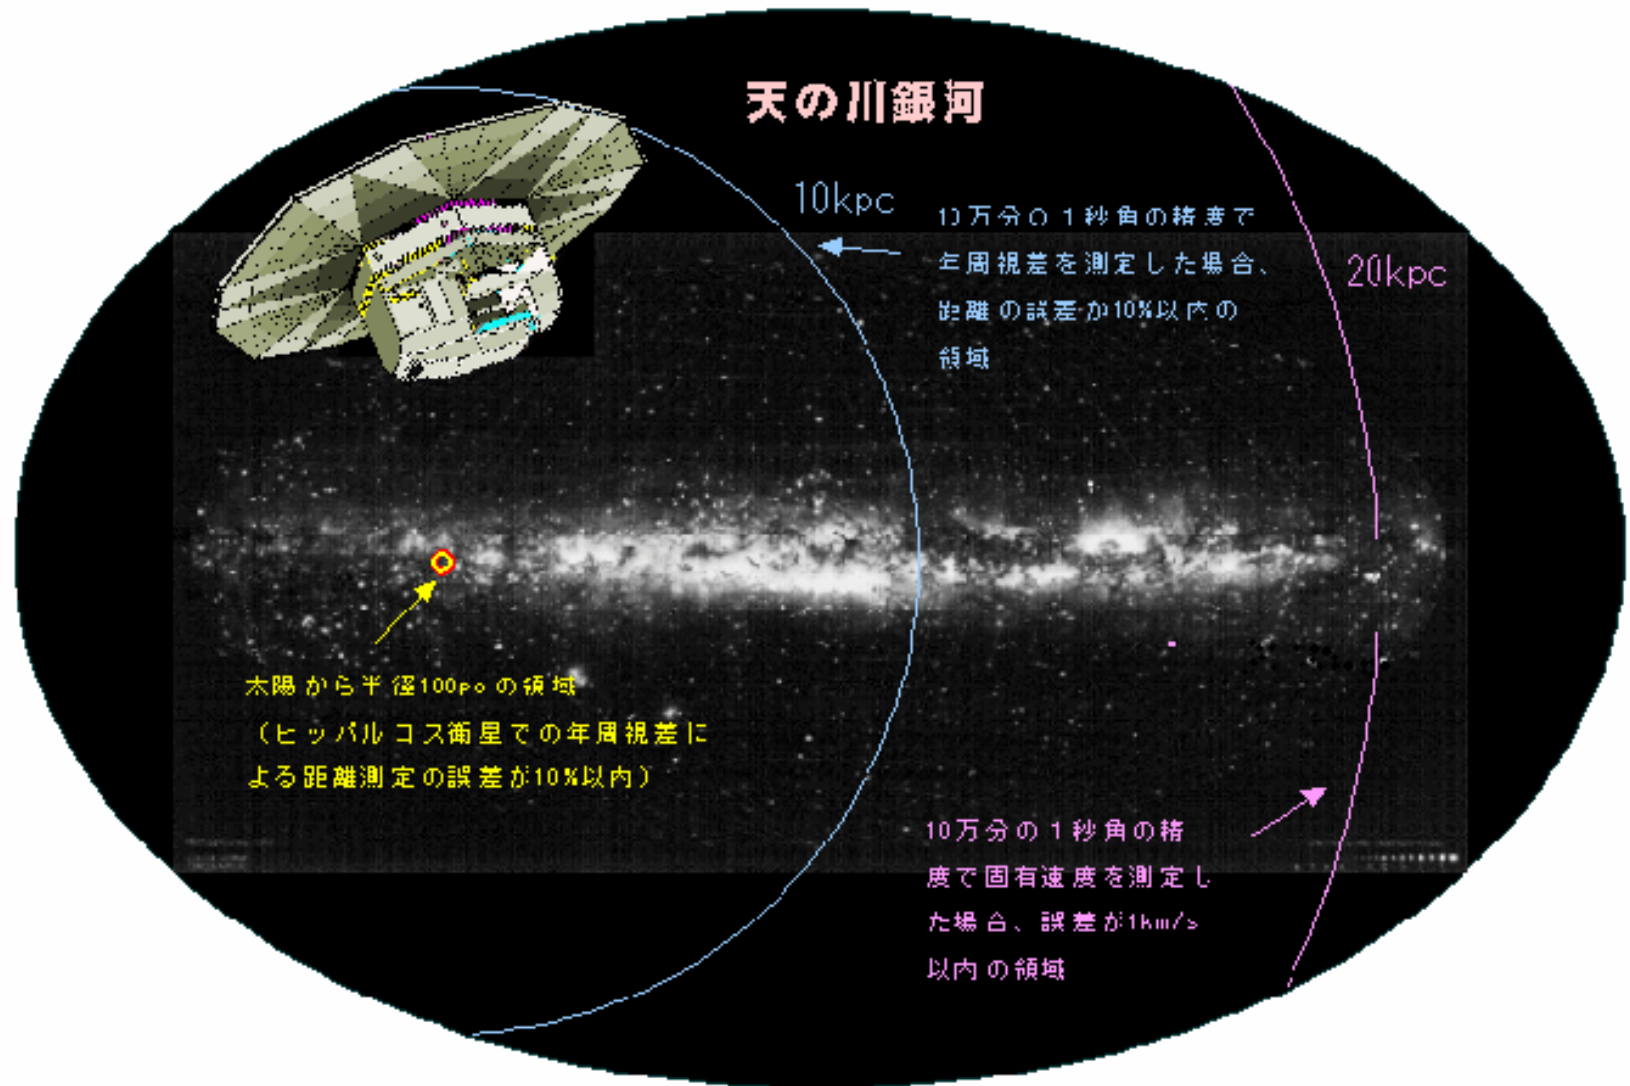 天の川銀河
10kpc
10万分の１秒角の精度で
年周視差を測定した場合、
距離の誤差が10%以内の
領域
20kpc
太陽から半径100pcの領域
（ヒッパルコス衛星での年周視差に
よる距離測定の誤差が10%以内）
10万分の１秒角の精
度で固有速度を測定し
た場合、誤差が1km/s
以内の領域